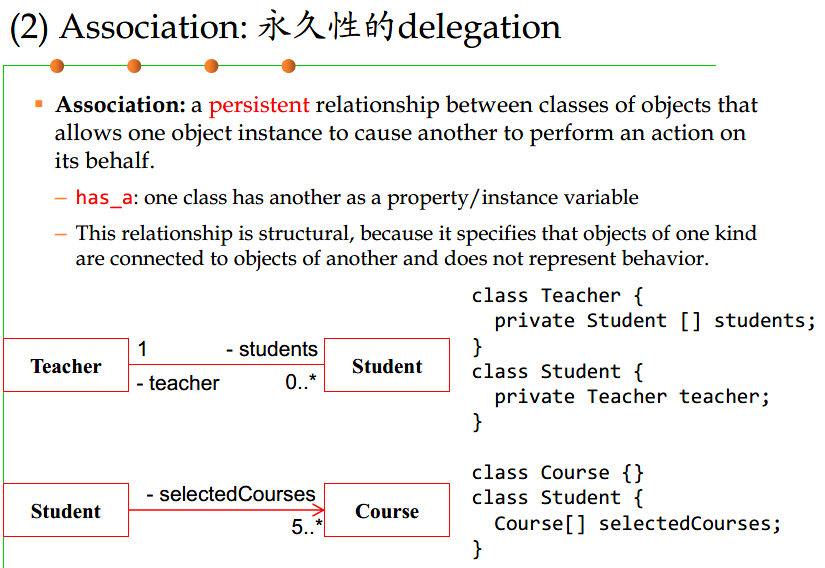 (2) Association: 永久性的delegation
Association: a persistent relationship between classes of objects that
allows one object instance to cause another to perform an action on
its behalf.
– has_a: one class has another as a property/instance variable
– This relationship is structural, because it specifies that objects of one kind
are connected to objects of another and does not represent behavior.
Teacher
1
- teacher
- students
0..*
Student
class Teacher {
private Student [] students;
}
class Student {
private Teacher teacher;
}
Student
- selectedCourses
5..*
Course
class Course {}
class Student {
Course[] selectedCourses;
}